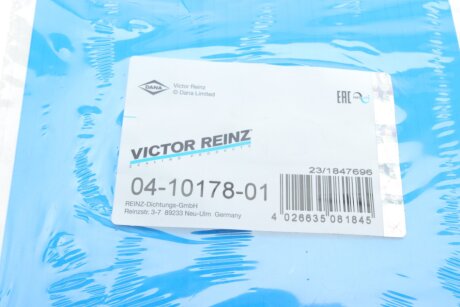 DANA
Victor Reinz
© Dana Limited
EAC
VICTOR REINZ®
SEALING PRODUCTS
23/1847696
04-10178-01
REINZ-Dichtungs-GmbH
Reinzstr. 3-7 89233 Neu-Ulm, Germany
4 026635 081845